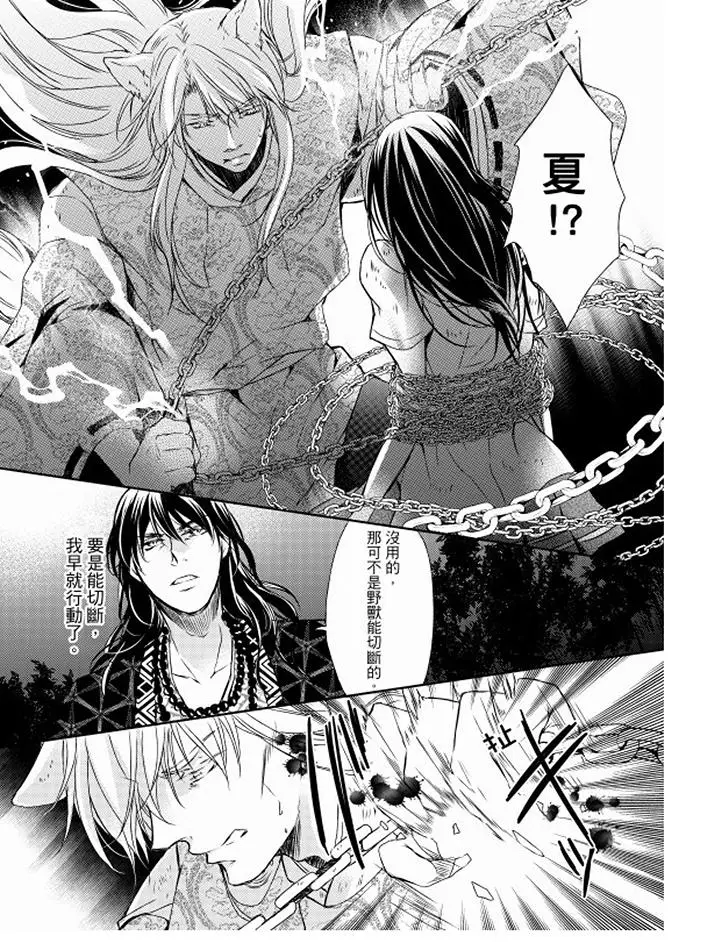 夏!?
沒用的，
那可不是野獸能切斷的。
要是能切斷，
我早就行動了。
扯